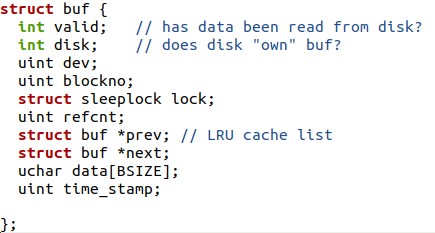 struct buf {
  int valid;   // has data been read from disk?
  int disk;    // does disk "own" buf?
  uint dev;
  uint blockno;
  struct sleeplock lock;
  uint refcnt;
  struct buf *prev; // LRU cache list
  struct buf *next;
  uchar data[BSIZE];
  uint time_stamp;

};